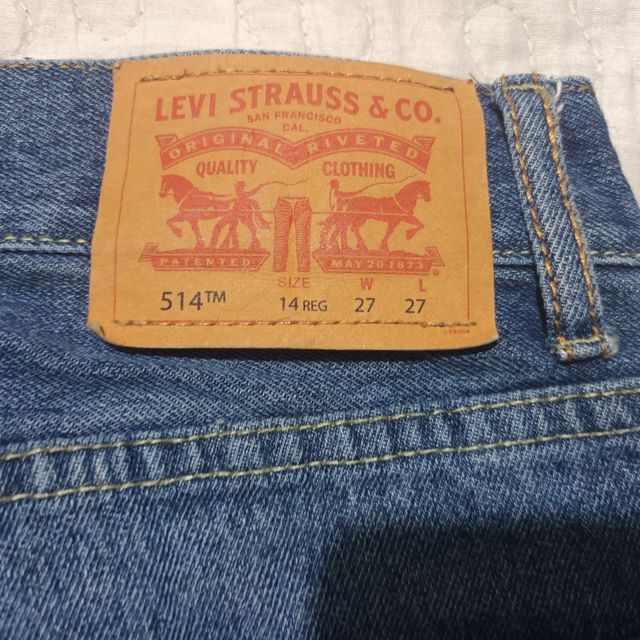 LEVI STRAUSS & CO.
SAN FRANCISCO
CAL.
ORIGINAL RIVETED
QUALITY CLOTHING
PATENTED MAY 20 1873
SIZE W L
514™ 14 REG 27 27